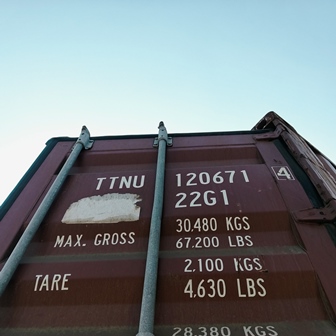 TTNU 120671 4
22G1
30.480 KGS
MAX. GROSS 67.200 LBS
2.100 KGS
TARE 4.630 LBS
28.380 KGS